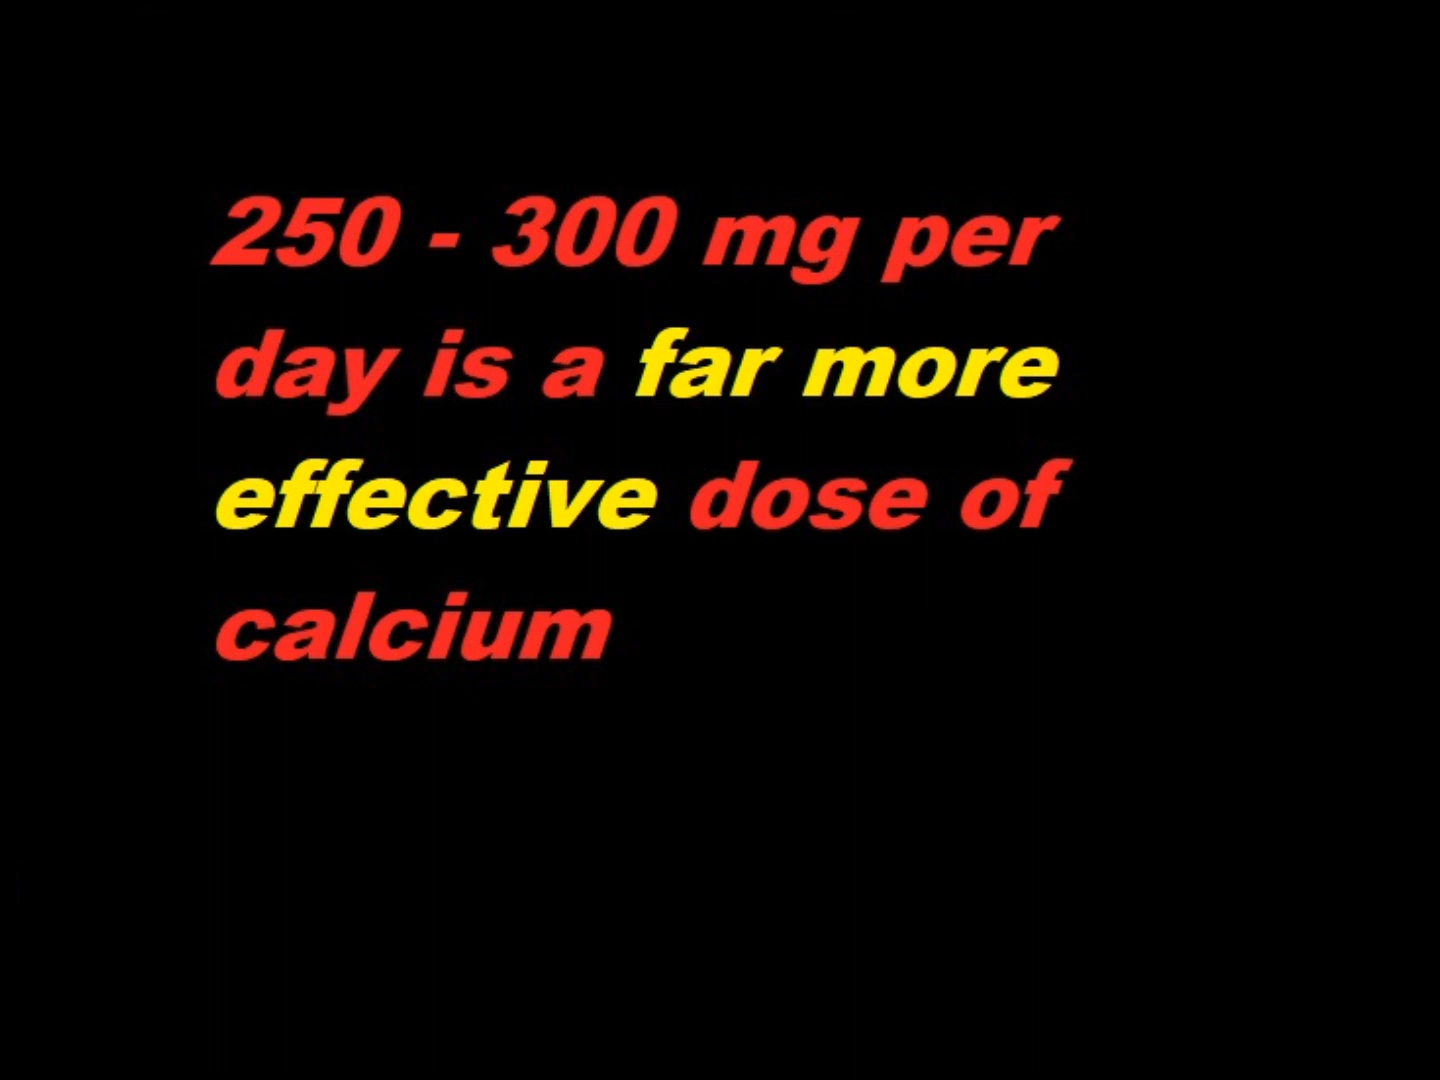 250 - 300 mg per
day is a far more
effective dose of
calcium